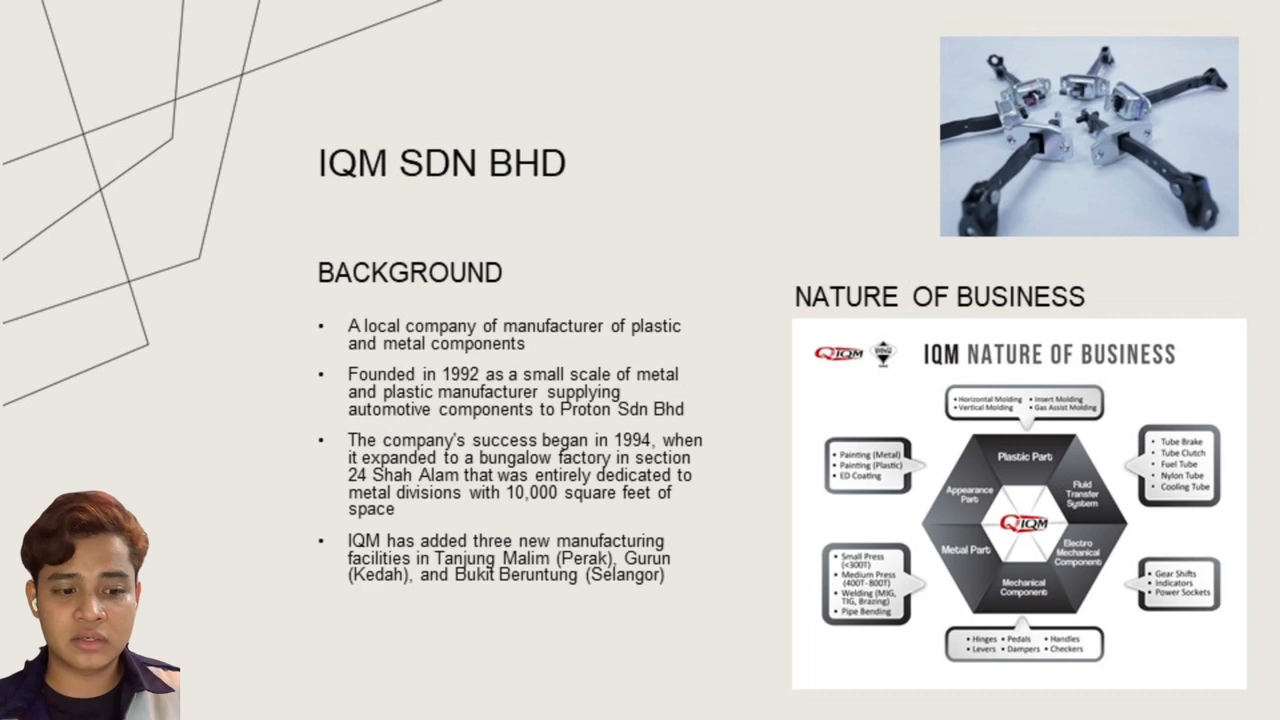 IQM SDN BHD
BACKGROUND
• A local company of manufacturer of plastic
and metal components
• Founded in 1992 as a small scale of metal
and plastic manufacturer supplying
automotive components to Proton Sdn Bhd
• The company's success began in 1994, when
it expanded to a bungalow factory in section
24 Shah Alam that was entirely dedicated to
metal divisions with 10,000 square feet of
space
• IQM has added three new manufacturing
facilities in Tanjung Malim (Perak), Gurun
(Kedah), and Bukit Beruntung (Selangor)
NATURE OF BUSINESS
QIQM
IQM NATURE OF BUSINESS
• Horizontal Molding • Insert Molding
• Vertical Molding • Gas Assist Molding
Plastic Part
• Painting (Metal)
• Painting (Plastic)
• ED Coating
Appearance
Part
• Tube Brake
• Tube Clutch
• Fuel Tube
• Nylon Tube
• Cooling Tube
Fluid
Transfer
System
QIQM
Metal Part
• Small Press
(<300T)
• Medium Press
(400T-800T)
• Welding (MIG,
TIG, Brazing)
• Pipe Bending
Electro
Mechanical
Component
• Gear Shifts
• Indicators
• Power Sockets
Mechanical
Component
• Hinges • Pedals • Handles
• Levers • Dampers • Checkers